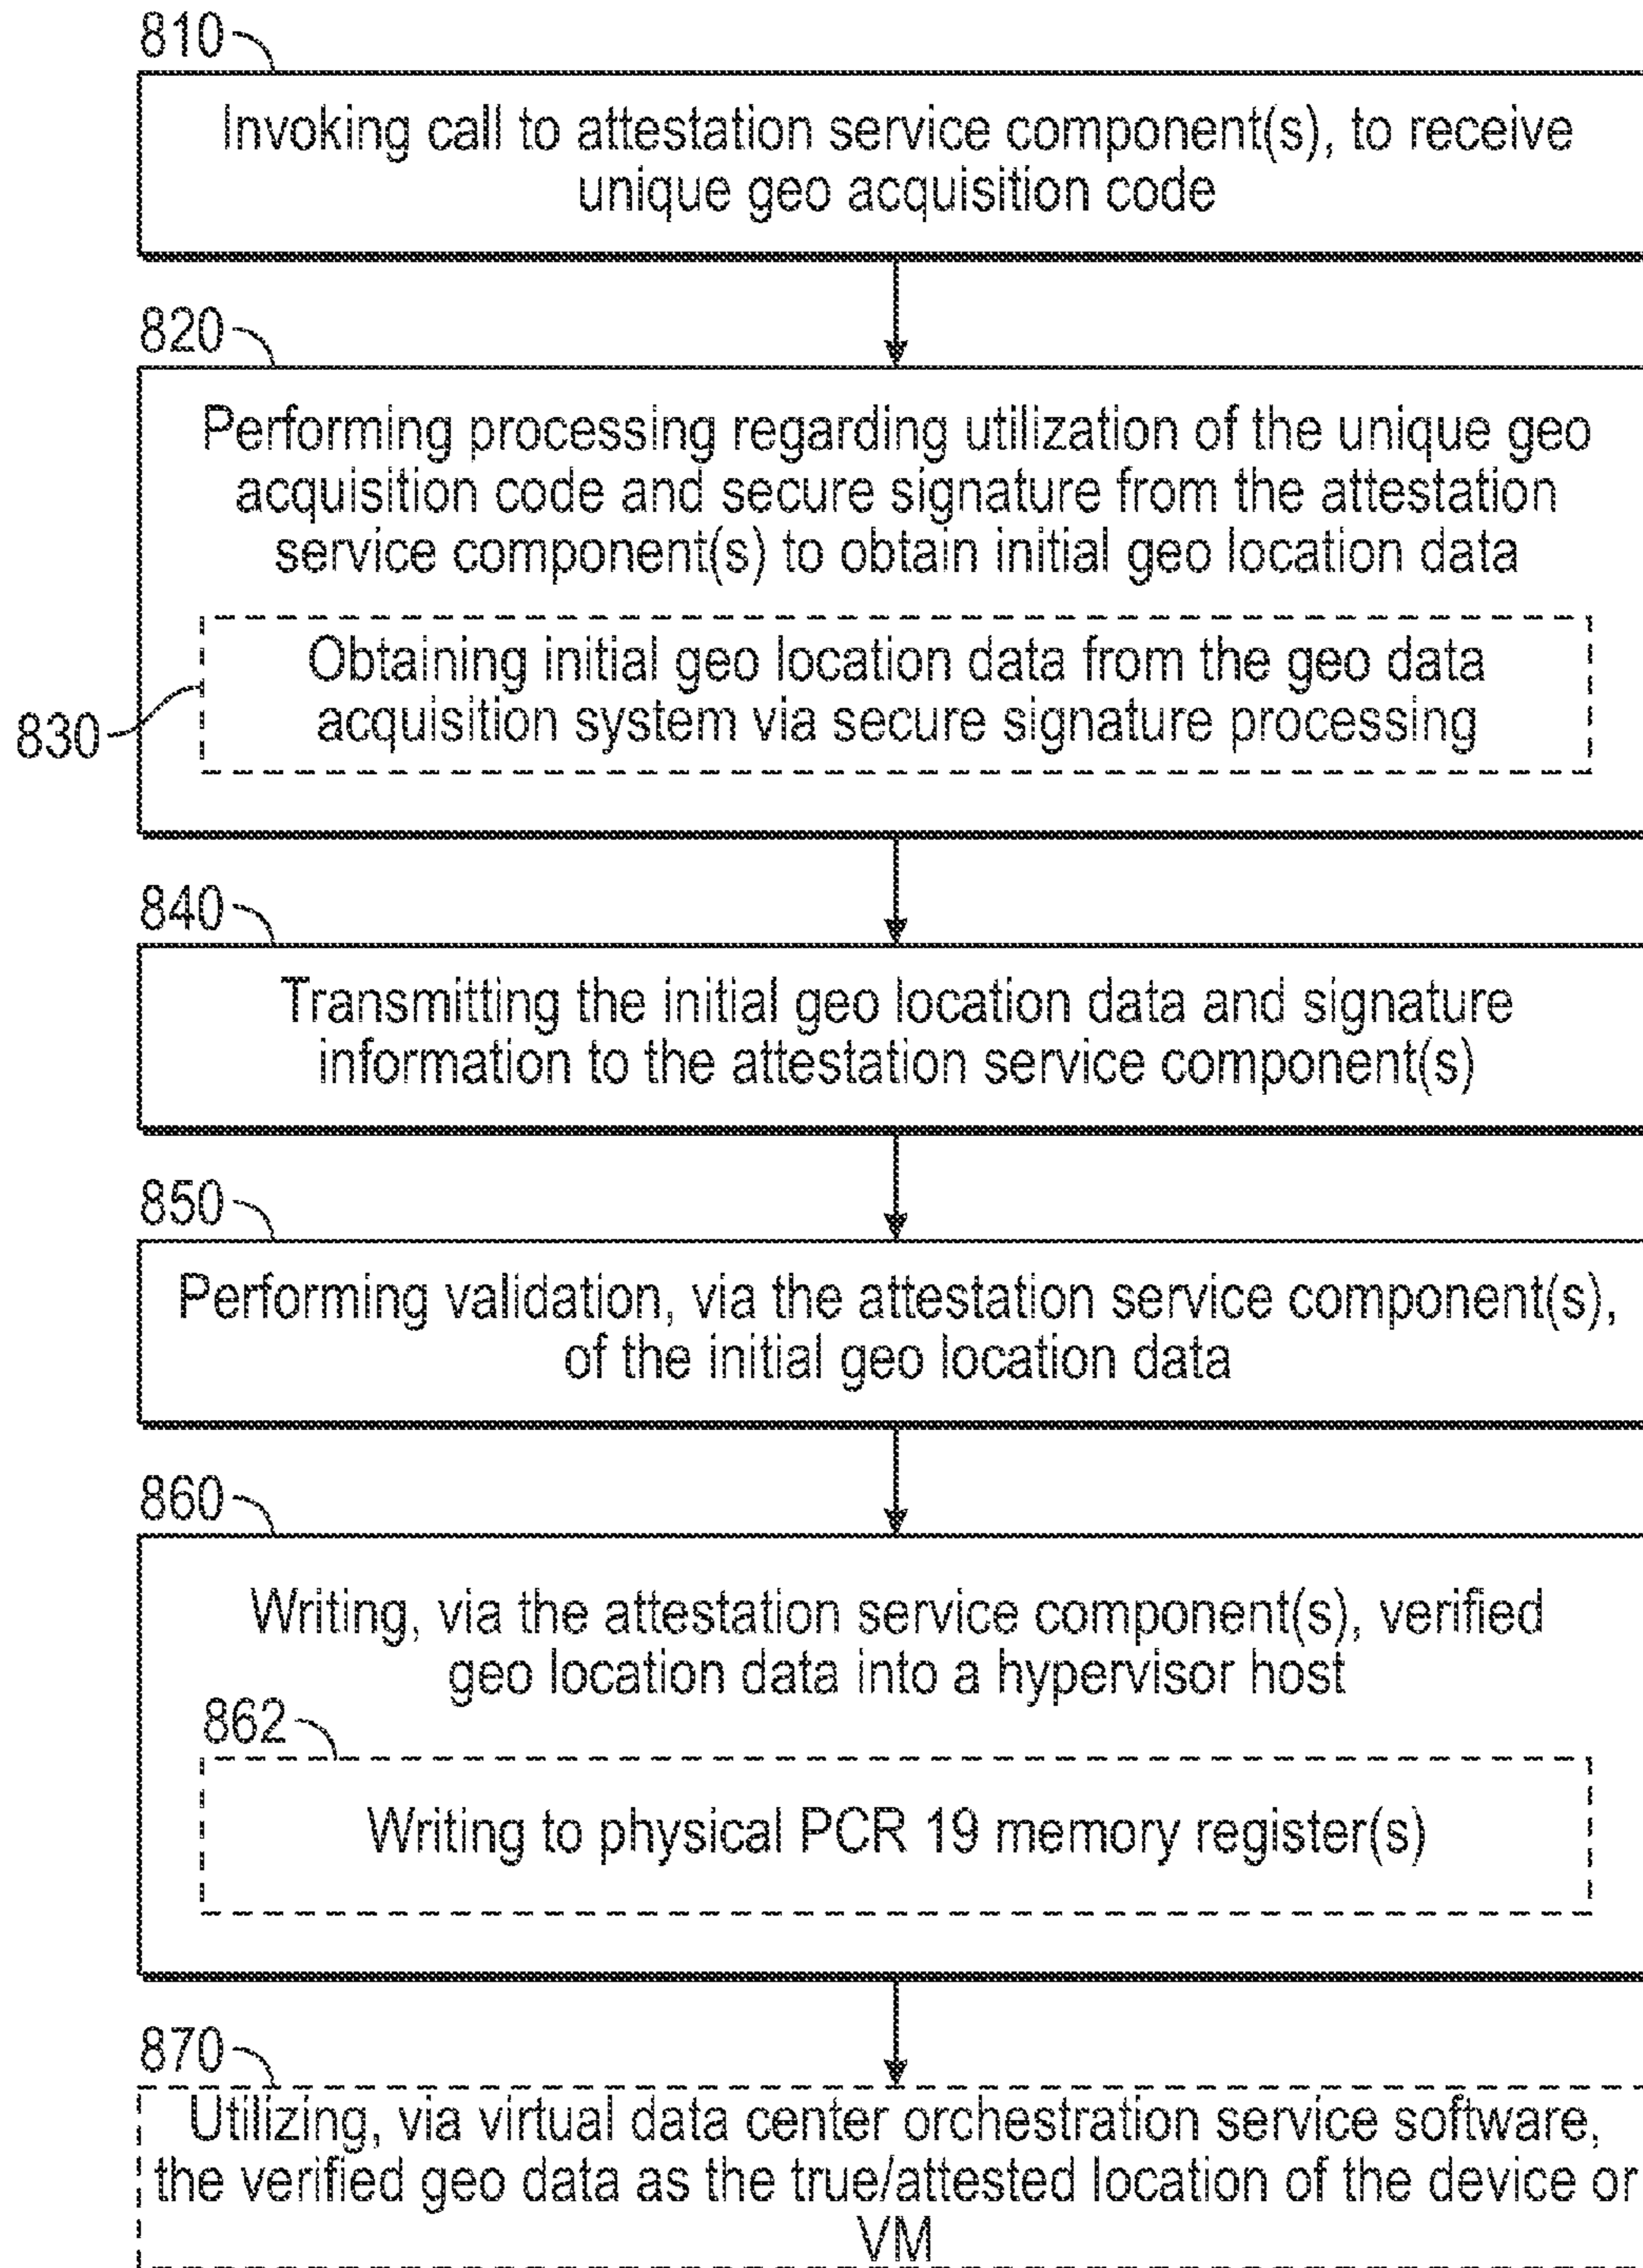 810
Invoking call to attestation service component(s), to receive
unique geo acquisition code
820
Performing processing regarding utilization of the unique geo
acquisition code and secure signature from the attestation
service component(s) to obtain initial geo location data
Obtaining initial geo location data from the geo data
acquisition system via secure signature processing
830
840
Transmitting the initial geo location data and signature
information to the attestation service component(s)
850
Performing validation, via the attestation service component(s),
of the initial geo location data
860
Writing, via the attestation service component(s), verified
geo location data into a hypervisor host
862
Writing to physical PCR 19 memory register(s)
870
Utilizing, via virtual data center orchestration service software,
the verified geo data as the true/attested location of the device or
VM